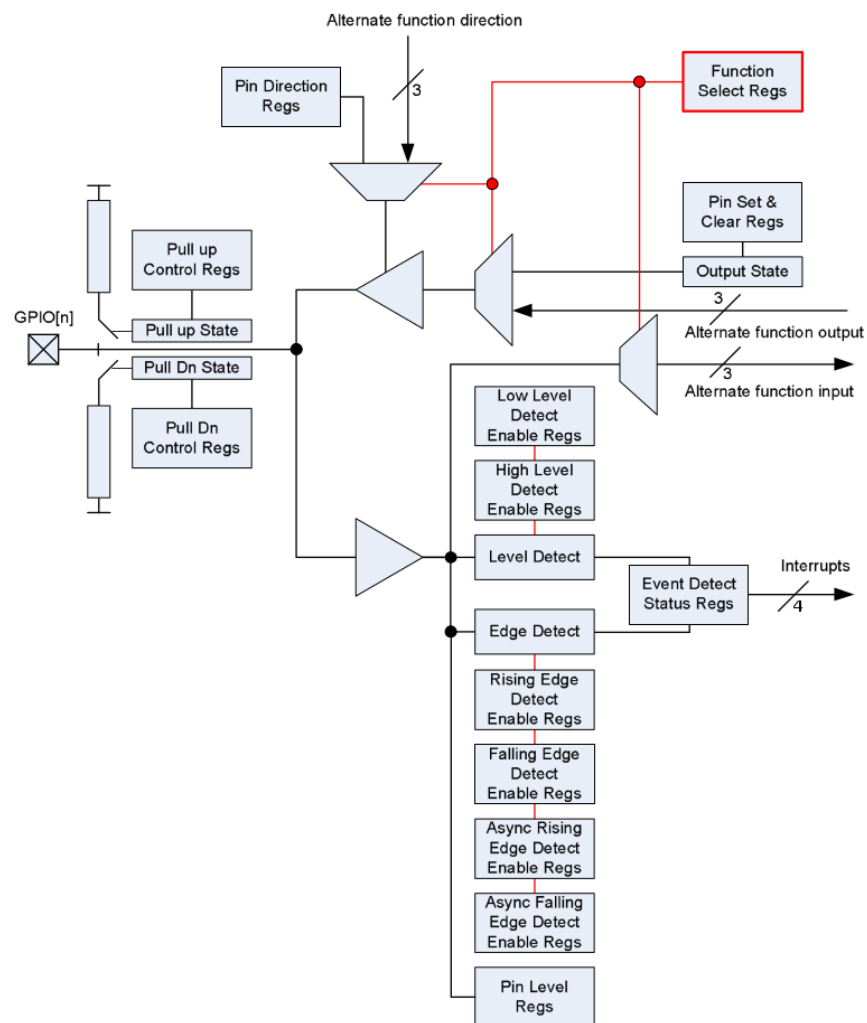 Alternate function direction
3
Pin Direction
Regs
Function
Select Regs
Pin Set &
Clear Regs
Output State
Pull up
Control Regs
GPIO[n]
Pull up State
Pull Dn State
Pull Dn
Control Regs
3
Alternate function output
3
Alternate function input
Low Level
Detect
Enable Regs
High Level
Detect
Enable Regs
Level Detect
Interrupts
Event Detect
Status Regs
4
Edge Detect
Rising Edge
Detect
Enable Regs
Falling Edge
Detect
Enable Regs
Async Rising
Edge Detect
Enable Regs
Async Falling
Edge Detect
Enable Regs
Pin Level
Regs